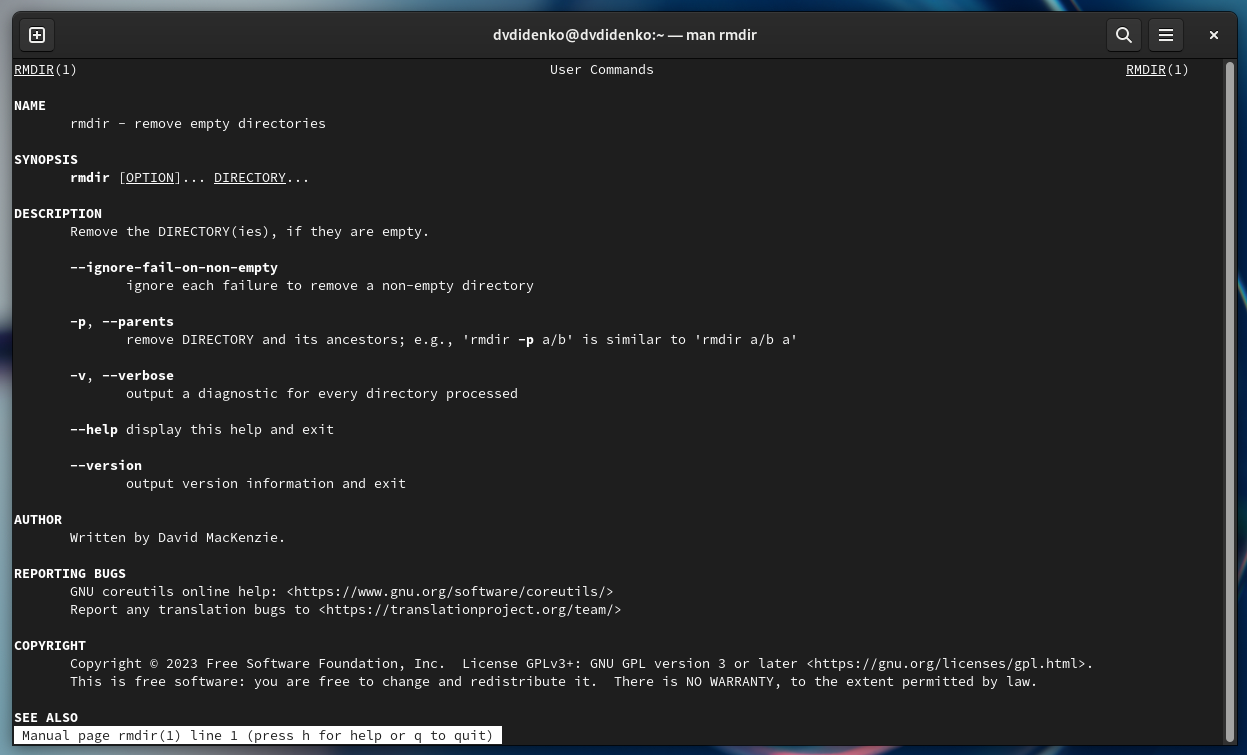 dvdidenko@dvdidenko:~ — man rmdir
RMDIR(1) User Commands RMDIR(1)
NAME
rmdir - remove empty directories
SYNOPSIS
rmdir [OPTION]... DIRECTORY...
DESCRIPTION
Remove the DIRECTORY(ies), if they are empty.
--ignore-fail-on-non-empty
ignore each failure to remove a non-empty directory
-p, --parents
remove DIRECTORY and its ancestors; e.g., 'rmdir -p a/b' is similar to 'rmdir a/b a'
-v, --verbose
output a diagnostic for every directory processed
--help display this help and exit
--version
output version information and exit
AUTHOR
Written by David MacKenzie.
REPORTING BUGS
GNU coreutils online help: <https://www.gnu.org/software/coreutils/>
Report any translation bugs to <https://translationproject.org/team/>
COPYRIGHT
Copyright © 2023 Free Software Foundation, Inc.  License GPLv3+: GNU GPL version 3 or later <https://gnu.org/licenses/gpl.html>.
This is free software: you are free to change and redistribute it.  There is NO WARRANTY, to the extent permitted by law.
SEE ALSO
Manual page rmdir(1) line 1 (press h for help or q to quit)